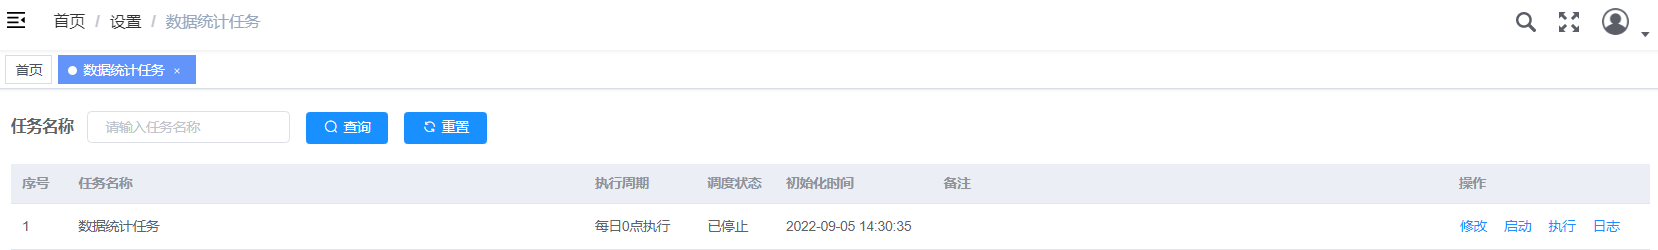 首页 / 设置 / 数据统计任务
首页 数据统计任务 ×
任务名称 请输入任务名称 查询 重置
序号 任务名称 执行周期 调度状态 初始化时间 备注 操作
1 数据统计任务 每日0点执行 已停止 2022-09-05 14:30:35 修改 启动 执行 日志